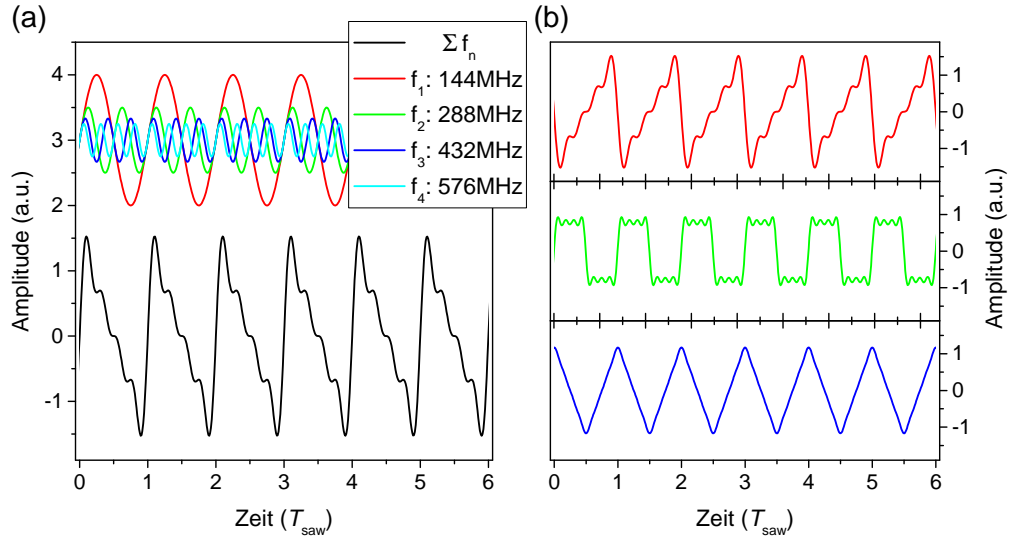 (a)
Σ f_n
f_1: 144MHz
f_2: 288MHz
f_3: 432MHz
f_4: 576MHz
4
3
2
1
0
-1
Amplitude (a.u.)
0 1 2 3 4 5 6
Zeit (T_saw)
(b)
1
0
-1
1
0
-1
1
0
-1
Amplitude (a.u.)
0 1 2 3 4 5 6
Zeit (T_saw)